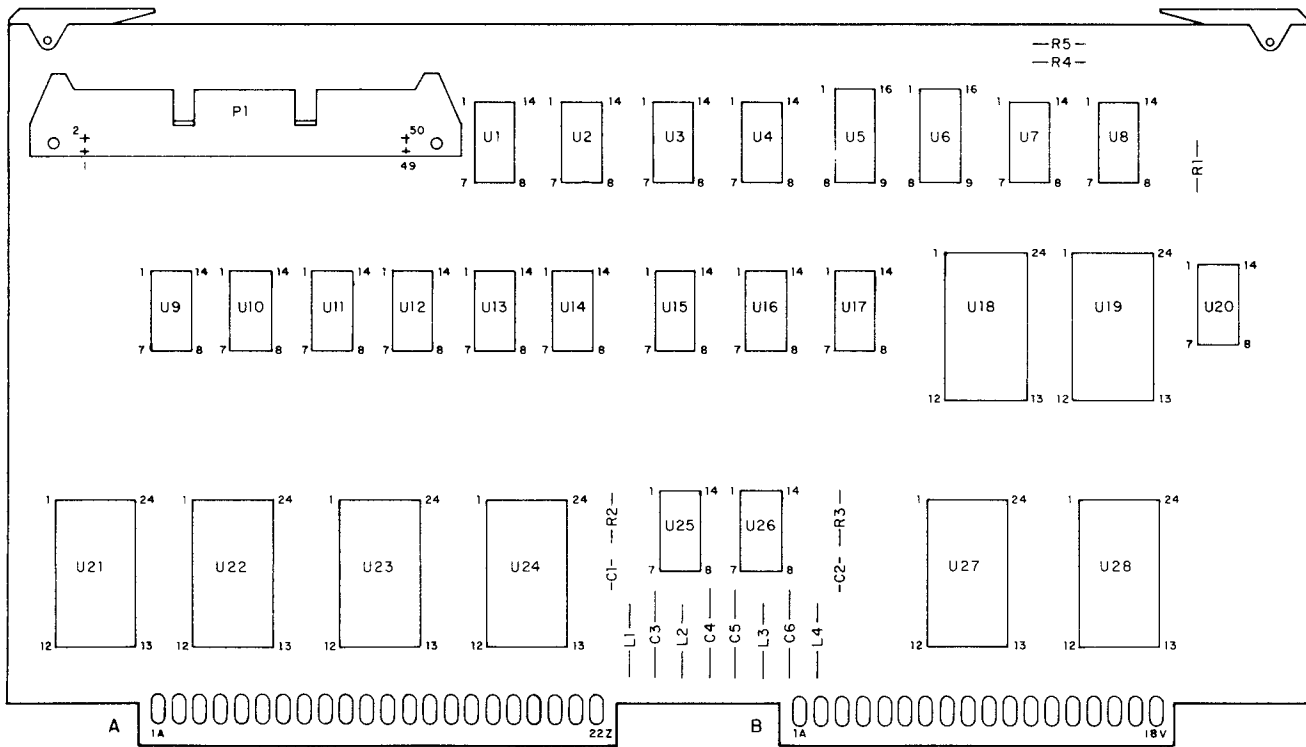 —R5—
—R4—
P1
2 50
1 49
1 14 1 14 1 14 1 14 1 16 1 16 1 14 1 14
U1 U2 U3 U4 U5 U6 U7 U8
7 8 7 8 7 8 7 8 8 9 8 9 7 8 7 8
—R1—
1 14 1 14 1 14 1 14 1 14 1 14 1 14 1 14 1 14 1 24 1 24 1 14
U9 U10 U11 U12 U13 U14 U15 U16 U17 U18 U19 U20
7 8 7 8 7 8 7 8 7 8 7 8 7 8 7 8 7 8 12 13 12 13 7 8
1 24 1 24 1 24 1 24 1 14 1 14 1 24 1 24
—R2— —R3—
U25 U26
U21 U22 U23 U24 U27 U28
-C1- -C2-
7 8 7 8
12 13 12 13 12 13 12 13 12 13 12 13
—L1— —C3— —L2— —C4— —C5— —L3— —C6— —L4—
A 1A 22Z B 1A 18V